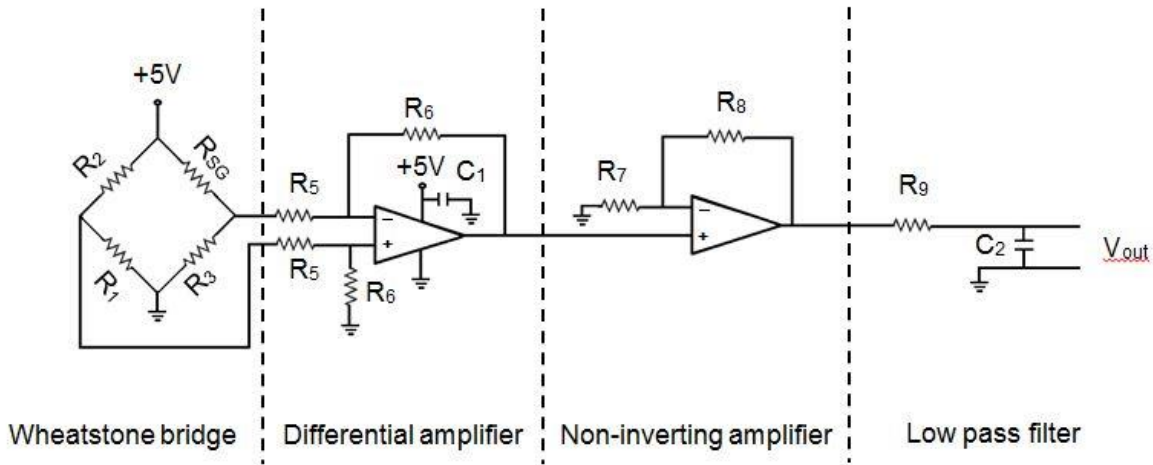 +5V
R2
RSG
R1
R3
R5
R5
R6
R6
+5V
C1
−
+
R7
R8
−
+
R9
C2
Vout
Wheatstone bridge
Differential amplifier
Non-inverting amplifier
Low pass filter